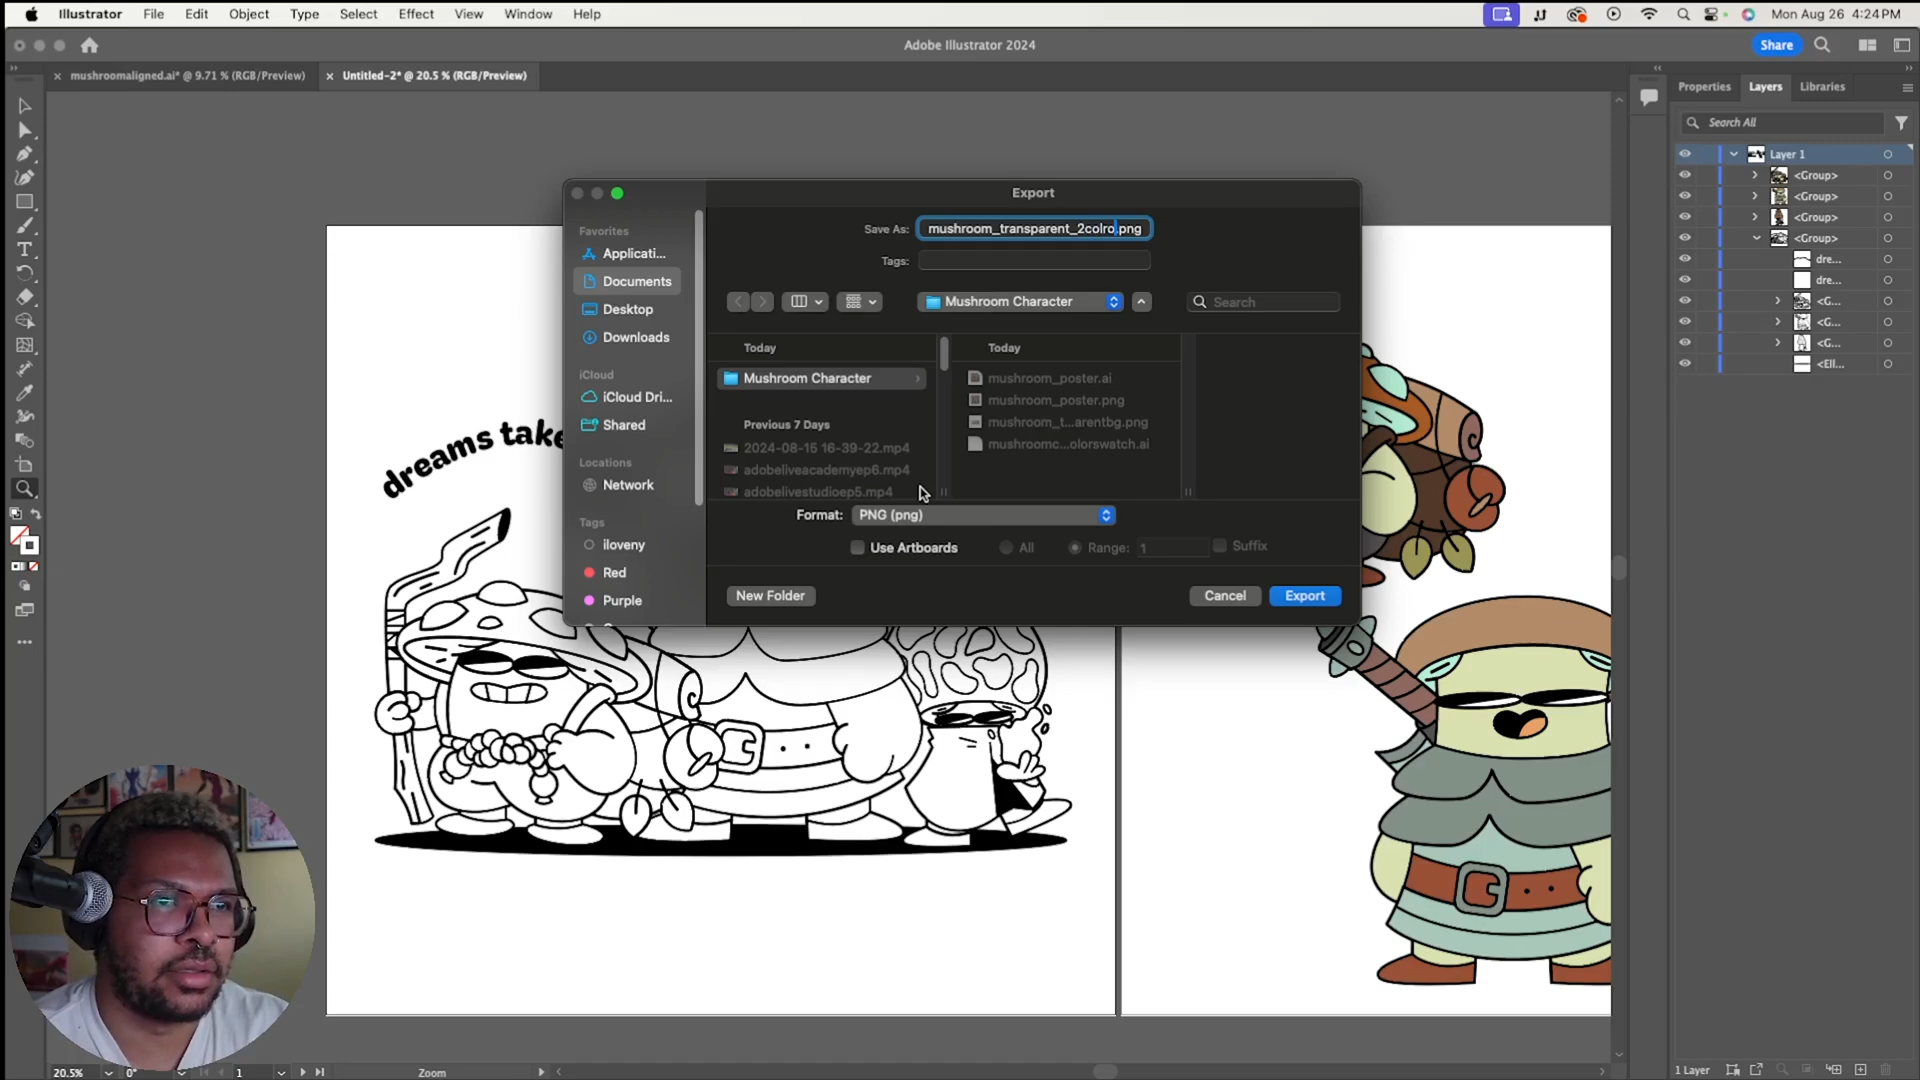 Illustrator File Edit Object Type Select Effect View Window Help Mon Aug 26 4:24 PM
Adobe Illustrator 2024 Share
mushroomaligned.ai* @ 9.71 % (RGB/Preview) Untitled-2* @ 20.5 % (RGB/Preview)
Properties Layers Libraries
Search All
Layer 1
<Group>
<Group>
<Group>
<Group>
dre...
dre...
<G...
<G...
<G...
<Ell...
Export
Save As: mushroom_transparent_2colro.png
Tags:
Mushroom Character
Search
Favorites
Applicati...
Documents
Desktop
Downloads
iCloud
iCloud Dri...
Shared
Locations
Network
Tags
iloveny
Red
Purple
Today
Mushroom Character
Previous 7 Days
2024-08-15 16-39-22.mp4
adobeliveacademyep6.mp4
adobelivestudioep5.mp4
Today
mushroom_poster.ai
mushroom_poster.png
mushroom_t...arentbg.png
mushroomc...olorswatch.ai
Format: PNG (png)
Use Artboards All Range: 1 Suffix
New Folder Cancel Export
dreams take
20.5% 0° 1 Zoom
1 Layer